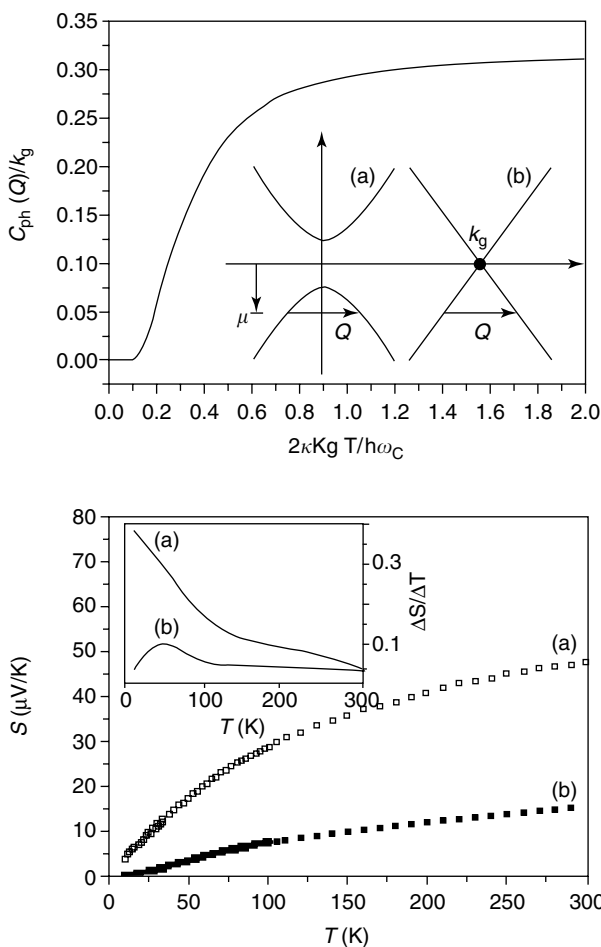 0.35
0.30
0.25
0.20
0.15
0.10
0.05
0.00
C_ph (Q)/k_g
(a)
(b)
k_g
μ
Q
Q
0.0 0.2 0.4 0.6 0.8 1.0 1.2 1.4 1.6 1.8 2.0
2κKg T/hω_C
80
70
60
50
40
30
20
10
0
S (μV/K)
(a)
(b)
0.3
0.1
ΔS/ΔT
0 100 200 300
T (K)
(a)
(b)
0 50 100 150 200 250 300
T (K)